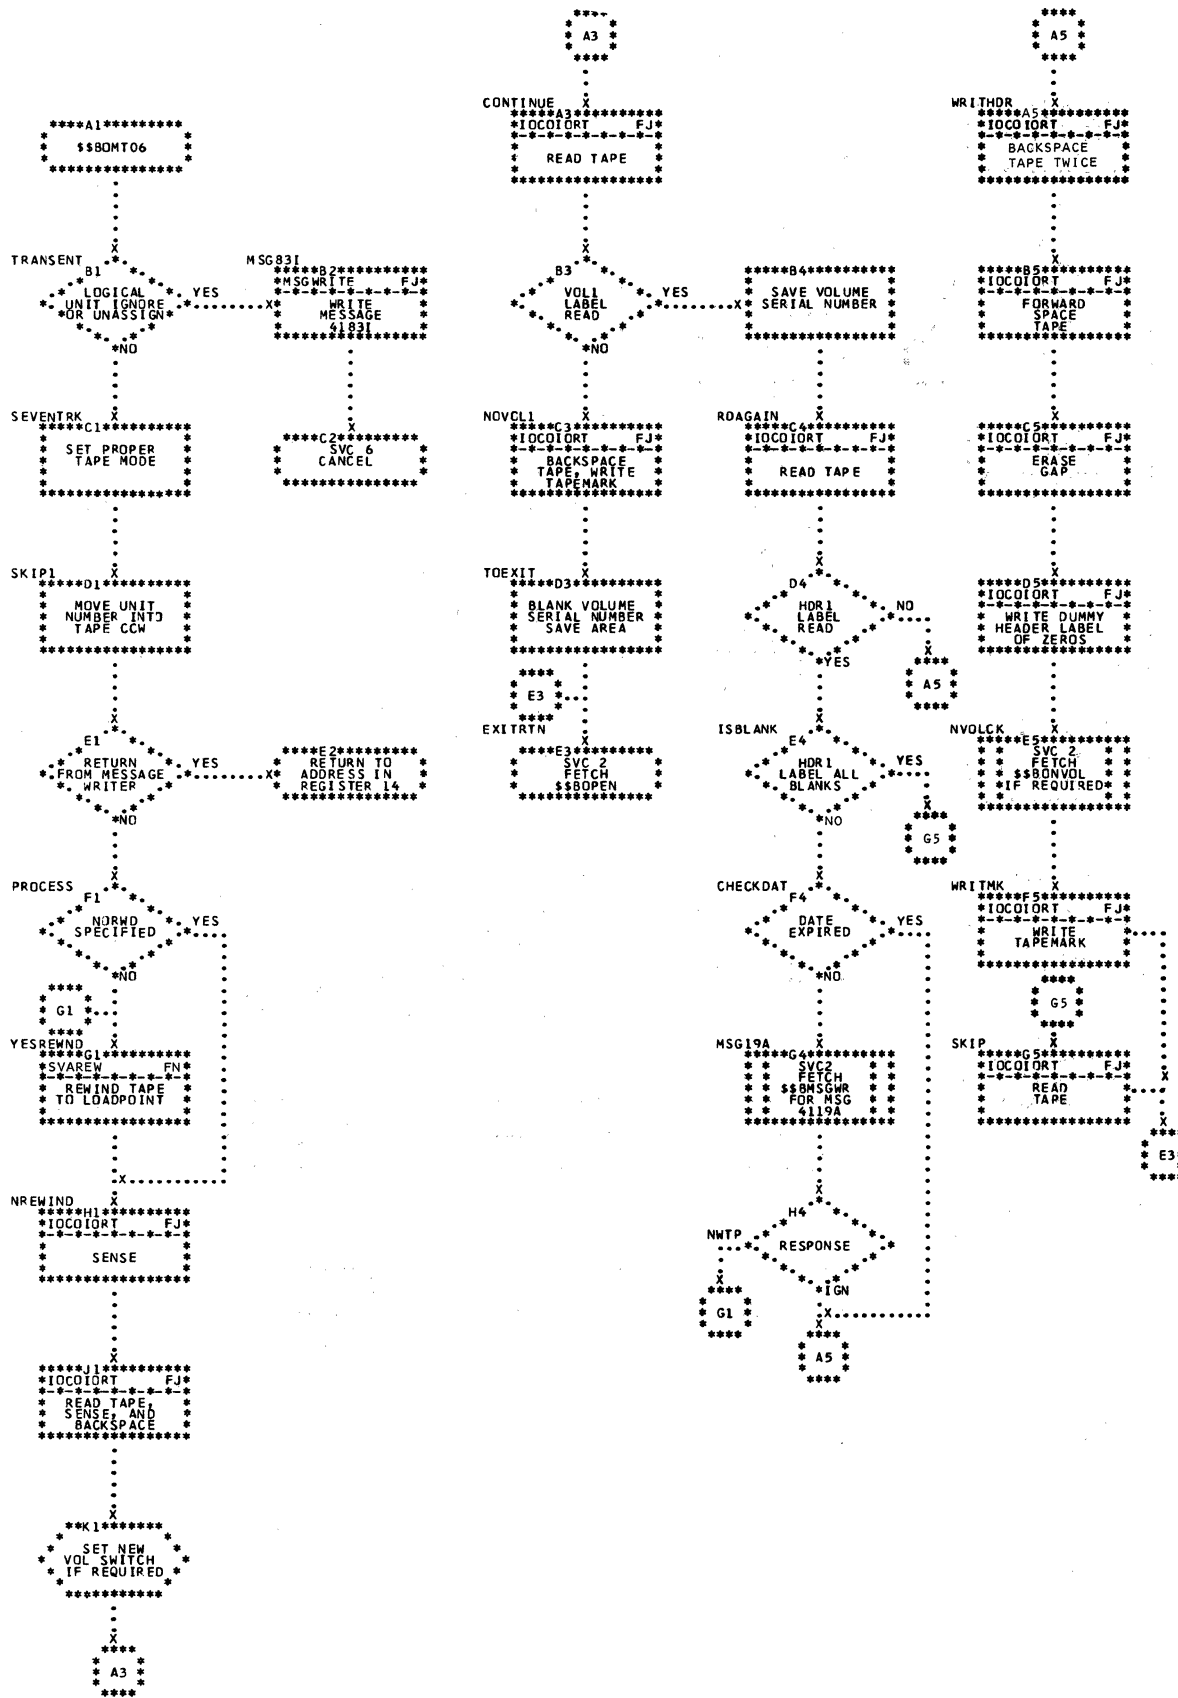 A3
CONTINUE
A3
IOCOIORT FJ
READ TAPE
A5
WRITHDR
A5
IOCOIORT FJ
BACKSPACE
TAPE TWICE
A1
$$BOMT06
TRANSENT
B1
LOGICAL
UNIT IGNORE
OR UNASSIGN
YES
NO
MSG83I
B2
MSGWRITE FJ
WRITE
MESSAGE
4183I
B3
VOL1
LABEL
READ
YES
NO
B4
SAVE VOLUME
SERIAL NUMBER
B5
IOCOIORT FJ
FORWARD
SPACE
TAPE
SEVENTRK
C1
SET PROPER
TAPE MODE
C2
SVC 6
CANCEL
NOVOL1
C3
IOCOIORT FJ
BACKSPACE
TAPE, WRITE
TAPEMARK
RDAGAIN
C4
IOCOIORT FJ
READ TAPE
C5
IOCOIORT FJ
ERASE
GAP
SKIP1
D1
MOVE UNIT
NUMBER INTO
TAPE CCW
TOEXIT
D3
BLANK VOLUME
SERIAL NUMBER
SAVE AREA
D4
HDR1
LABEL
READ
NO
YES
A5
D5
IOCOIORT FJ
WRITE DUMMY
HEADER LABEL
OF ZEROS
E1
RETURN
FROM MESSAGE
WRITER
YES
NO
E2
RETURN TO
ADDRESS IN
REGISTER 14
E3
EXITRTN
E3
SVC 2
FETCH
$$BOPEN
ISBLANK
E4
HDR1
LABEL ALL
BLANKS
YES
NO
G5
NVOLCK
E5
SVC 2
FETCH
$$BONVOL
IF REQUIRED
PROCESS
F1
NORWD
SPECIFIED
YES
NO
CHECKDAT
F4
DATE
EXPIRED
YES
NO
WRITMK
F5
IOCOIORT FJ
WRITE
TAPEMARK
G1
YESREWND
G1
SVAREW FN
REWIND TAPE
TO LOADPOINT
MSG19A
G4
SVC2
FETCH
$$BMSGWR
FOR MSG
4119A
G5
SKIP
G5
IOCOIORT FJ
READ
TAPE
E3
NREWIND
H1
IOCOIORT FJ
SENSE
H4
NWTP
RESPONSE
IGN
G1
A5
J1
IOCOIORT FJ
READ TAPE,
SENSE, AND
BACKSPACE
K1
SET NEW
VOL SWITCH
IF REQUIRED
A3